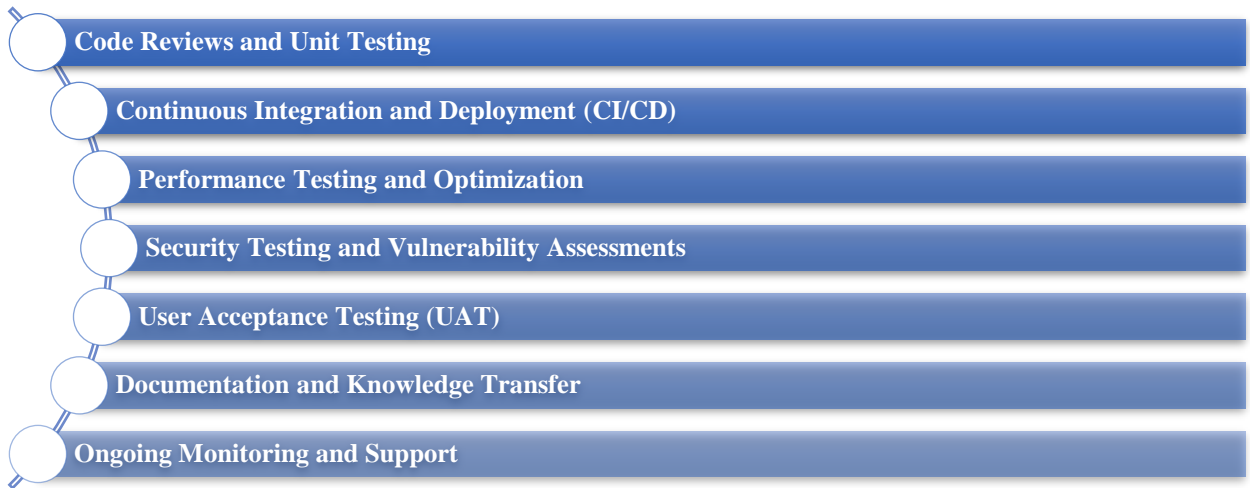 Code Reviews and Unit Testing
Continuous Integration and Deployment (CI/CD)
Performance Testing and Optimization
Security Testing and Vulnerability Assessments
User Acceptance Testing (UAT)
Documentation and Knowledge Transfer
Ongoing Monitoring and Support